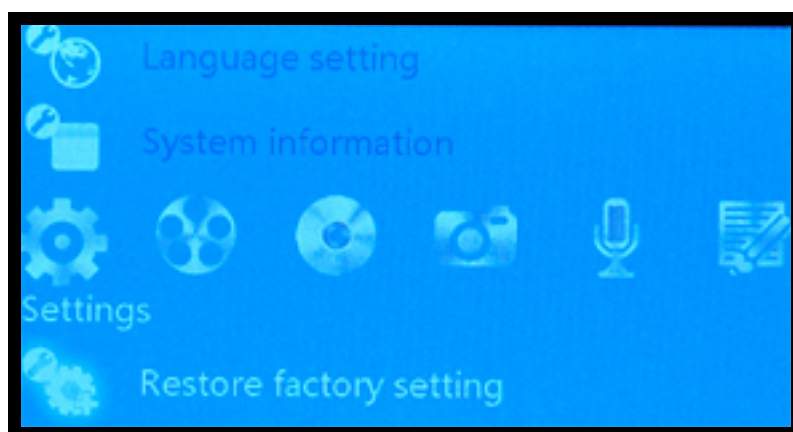 Language setting
System information
Settings
Restore factory setting